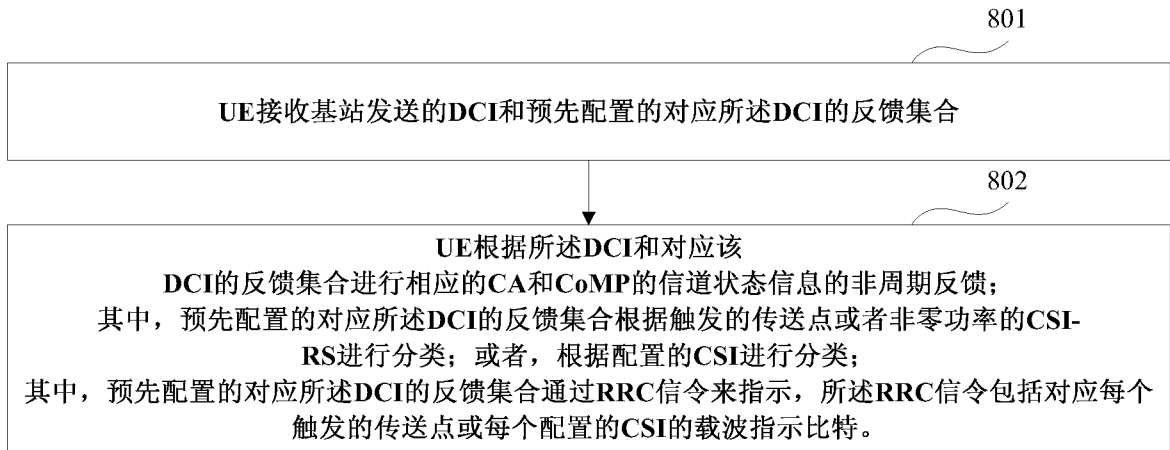 801
UE接收基站发送的DCI和预先配置的对应所述DCI的反馈集合
802
UE根据所述DCI和对应该
DCI的反馈集合进行相应的CA和CoMP的信道状态信息的非周期反馈；
其中，预先配置的对应所述DCI的反馈集合根据触发的传送点或者非零功率的CSI-
RS进行分类；或者，根据配置的CSI进行分类；
其中，预先配置的对应所述DCI的反馈集合通过RRC信令来指示，所述RRC信令包括对应每个
触发的传送点或每个配置的CSI的载波指示比特。